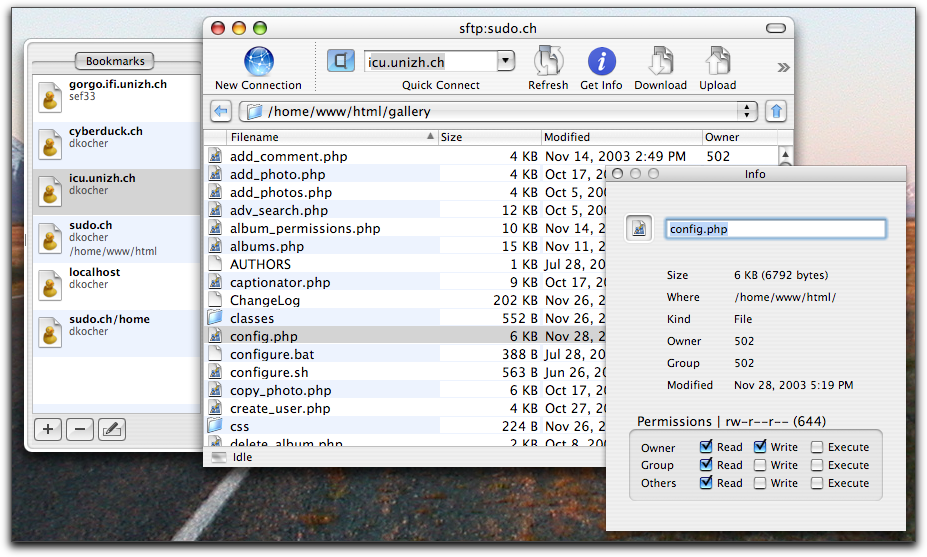 sftp:sudo.ch
Bookmarks
gorgo.ifi.unizh.ch
sef33
cyberduck.ch
dkocher
icu.unizh.ch
dkocher
sudo.ch
dkocher
/home/www/html
localhost
dkocher
sudo.ch/home
dkocher
icu.unizh.ch
New Connection Quick Connect Refresh Get Info Download Upload
/home/www/html/gallery
Filename Size Modified Owner
add_comment.php 4 KB Nov 14, 2003 2:49 PM 502
add_photo.php 4 KB Oct 17, 2
add_photos.php 4 KB Oct 5, 200
adv_search.php 12 KB Oct 5, 200
album_permissions.php 10 KB Nov 14, 2
albums.php 15 KB Nov 11, 2
AUTHORS 1 KB Jul 28, 20
captionator.php 9 KB Oct 17, 2
ChangeLog 202 KB Nov 26, 2
classes 552 B Nov 26, 2
config.php 6 KB Nov 28, 2
configure.bat 388 B Jul 28, 20
configure.sh 563 B Jun 26, 20
copy_photo.php 6 KB Oct 17, 2
create_user.php 4 KB Oct 27, 2
css 224 B Nov 26, 2
delete_album.php 2 KB Oct 8, 200
Idle
Info
config.php
Size 6 KB (6792 bytes)
Where /home/www/html/
Kind File
Owner 502
Group 502
Modified Nov 28, 2003 5:19 PM
Permissions | rw-r--r-- (644)
Owner Read Write Execute
Group Read Write Execute
Others Read Write Execute